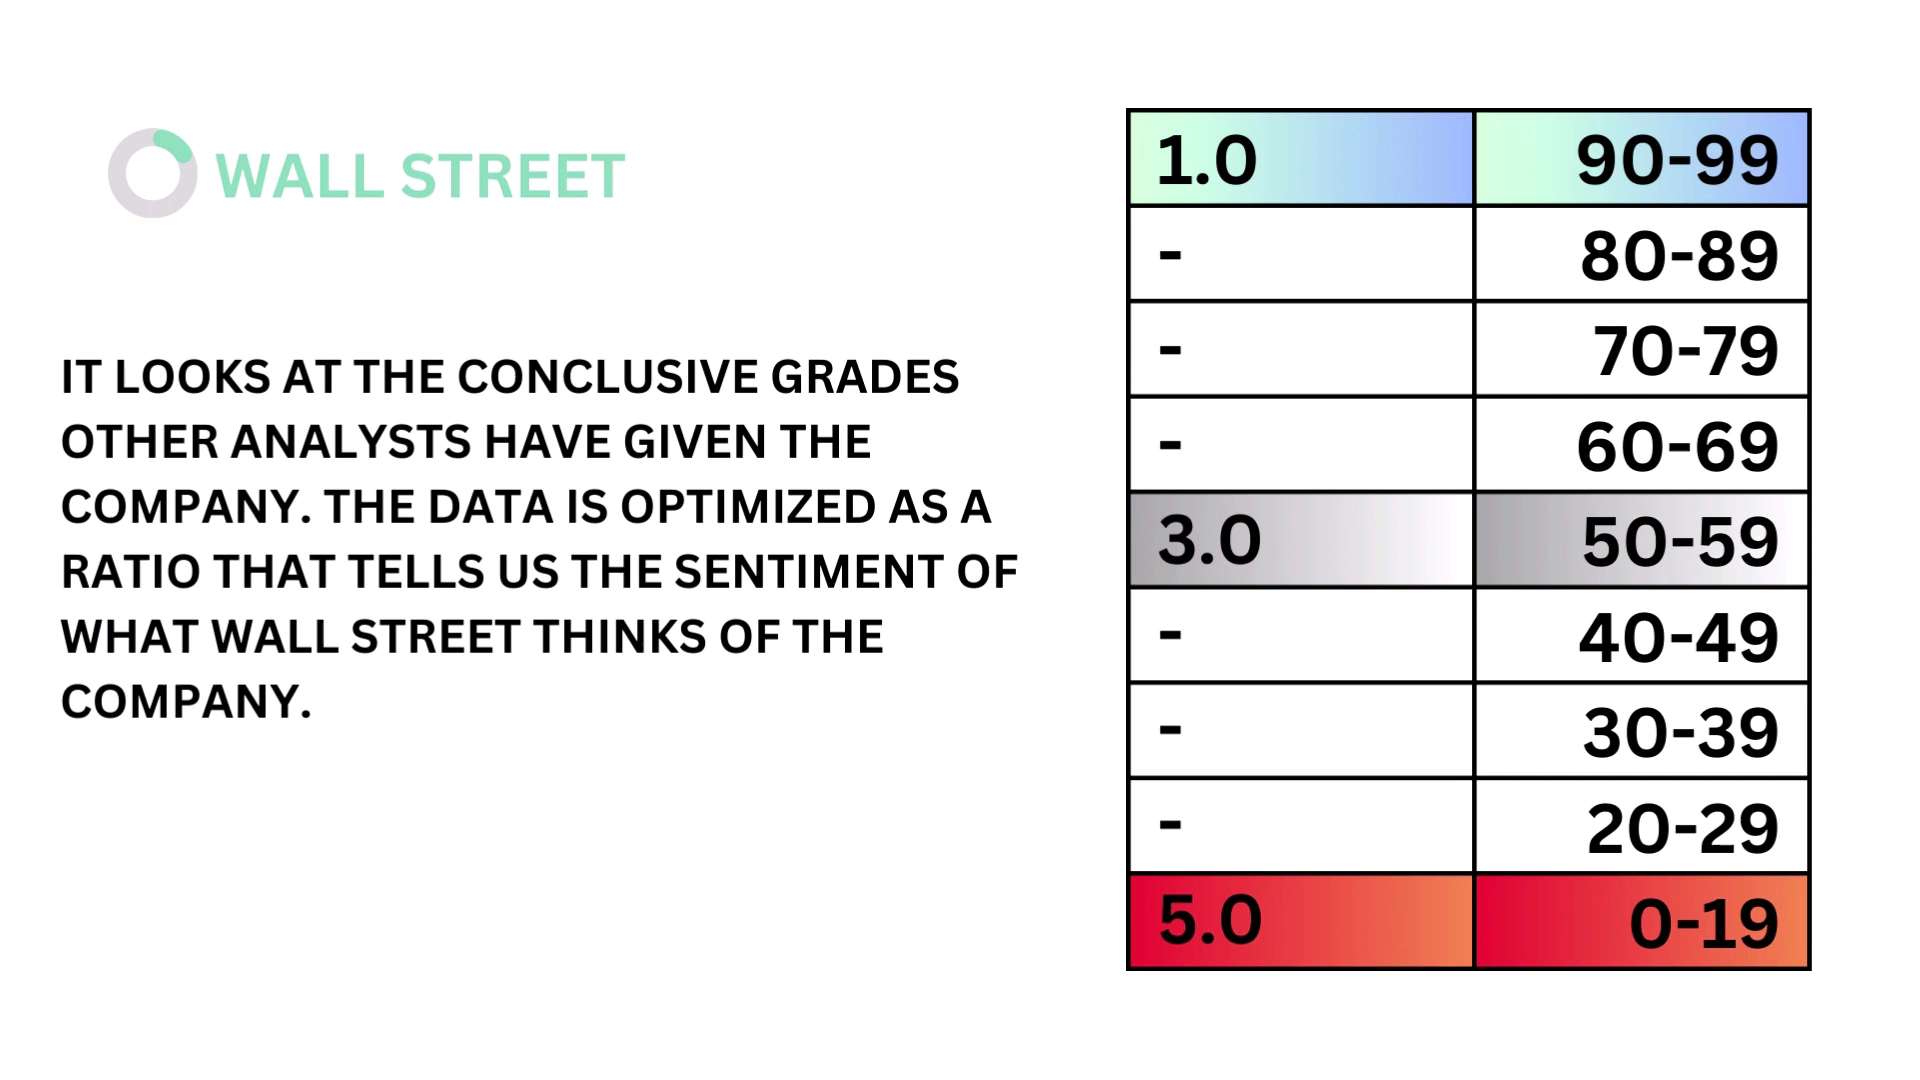 WALL STREET
IT LOOKS AT THE CONCLUSIVE GRADES
OTHER ANALYSTS HAVE GIVEN THE
COMPANY. THE DATA IS OPTIMIZED AS A
RATIO THAT TELLS US THE SENTIMENT OF
WHAT WALL STREET THINKS OF THE
COMPANY.
1.0 90-99
- 80-89
- 70-79
- 60-69
3.0 50-59
- 40-49
- 30-39
- 20-29
5.0 0-19